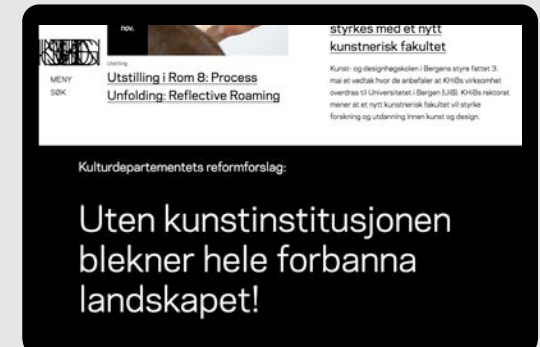 nov.
MENY
SØK
Utstilling
Utstilling i Rom 8: Process
Unfolding: Reflective Roaming
styrkes med et nytt
kunstnerisk fakultet
Kunst- og designhøgskolen i Bergens styre fattet 3.
mai et vedtak hvor de anbefaler at KHiBs virksomhet
overdras til Universitetet i Bergen (UiB). KHiBs rektorat
mener at et nytt kunstnerisk fakultet vil styrke
forskning og utdanning innen kunst og design.
Kulturdepartementets reformforslag:
Uten kunstinstitusjonen
blekner hele forbanna
landskapet!